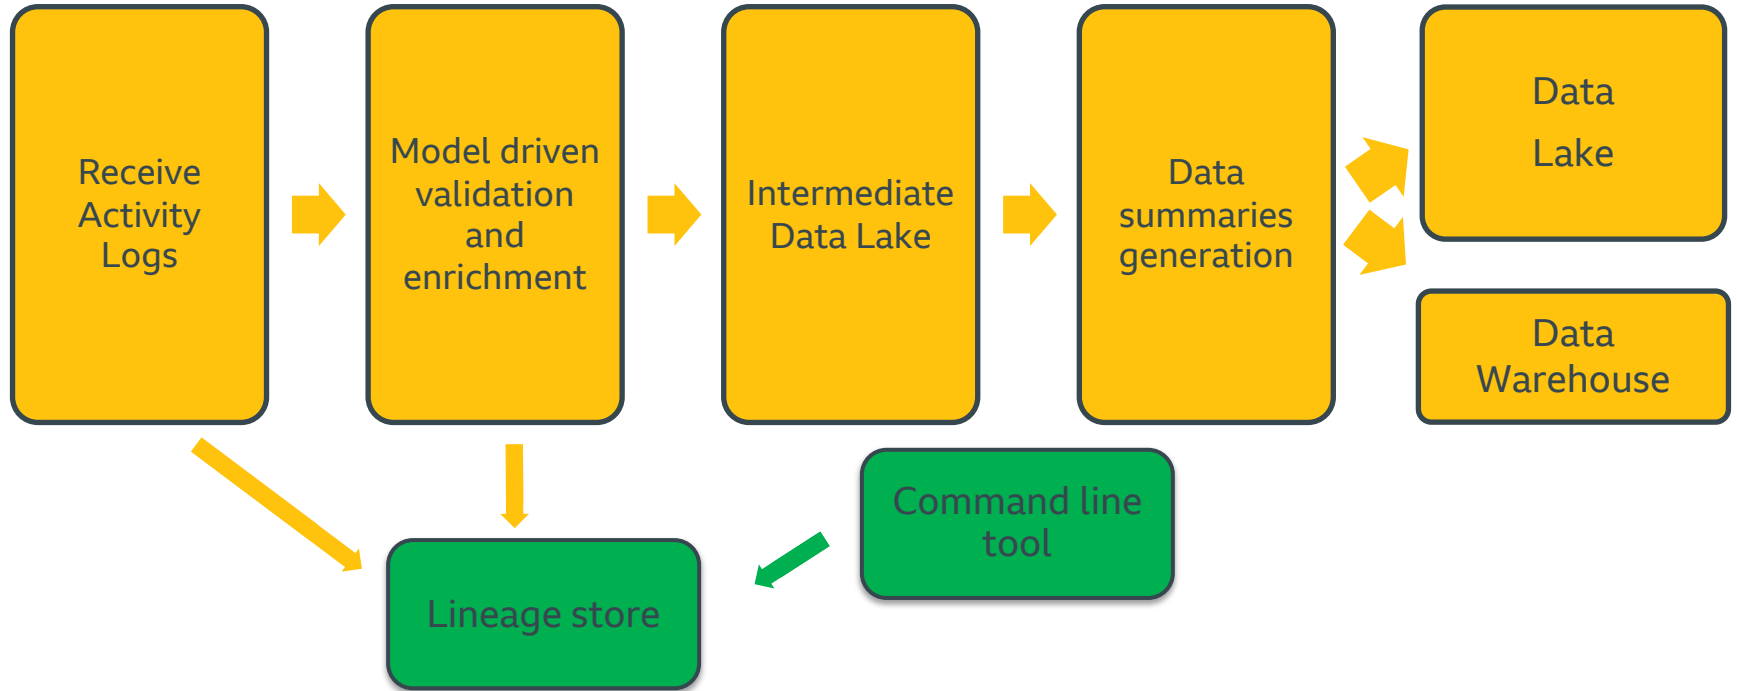 Receive
Activity
Logs
Model driven
validation
and
enrichment
Intermediate
Data Lake
Data
summaries
generation
Data
Lake
Data
Warehouse
Command line
tool
Lineage store